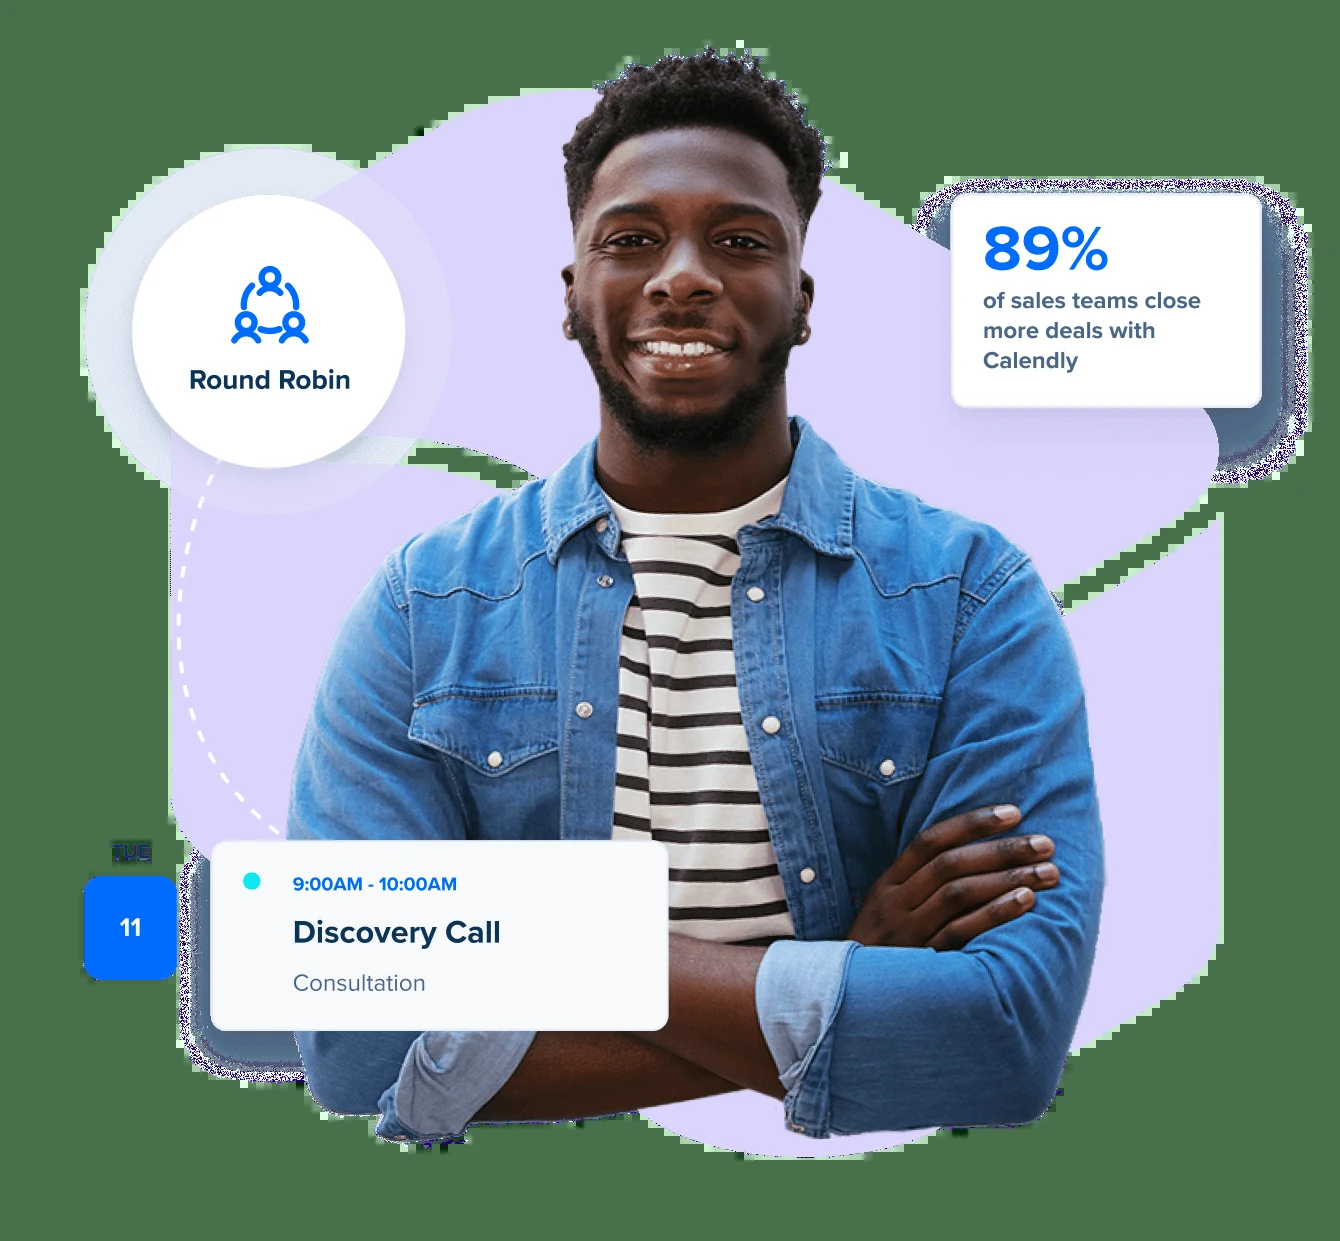 Round Robin
89%
of sales teams close
more deals with
Calendly
TUE
11
9:00AM - 10:00AM
Discovery Call
Consultation